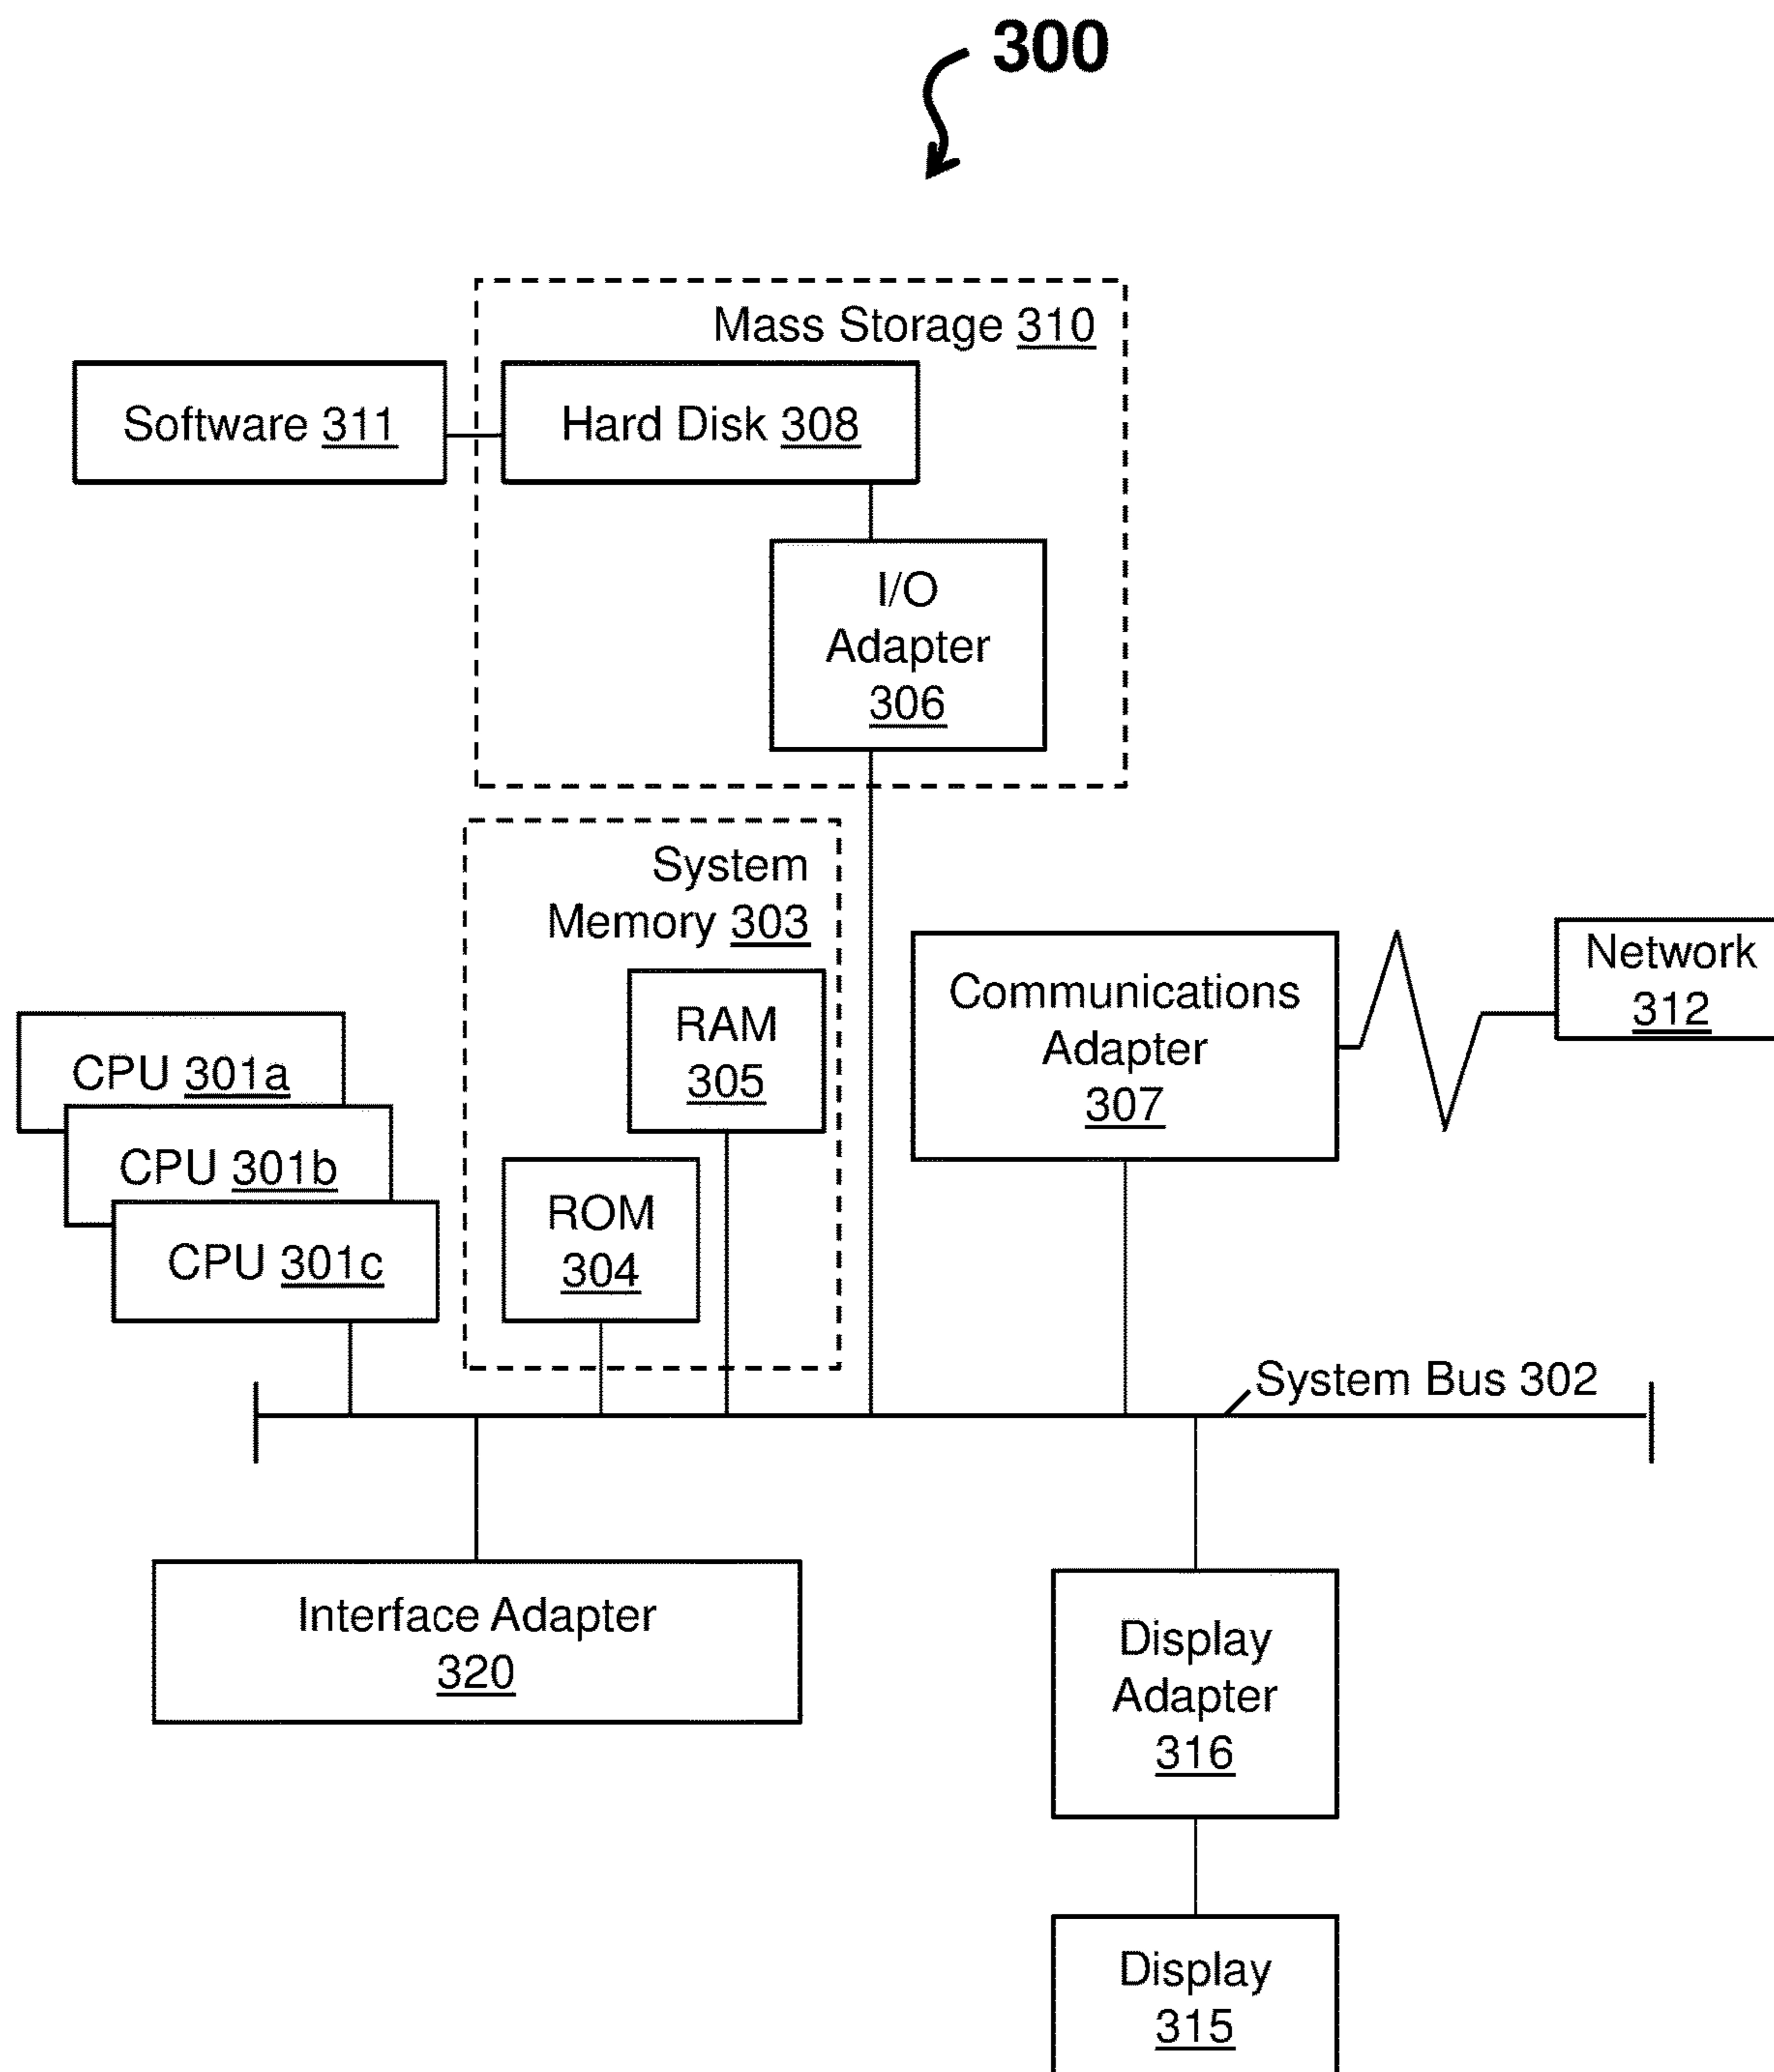 300
Mass Storage 310
Software 311
Hard Disk 308
I/O
Adapter
306
System
Memory 303
RAM
305
ROM
304
Communications
Adapter
307
Network
312
CPU 301a
CPU 301b
CPU 301c
System Bus 302
Interface Adapter
320
Display
Adapter
316
Display
315